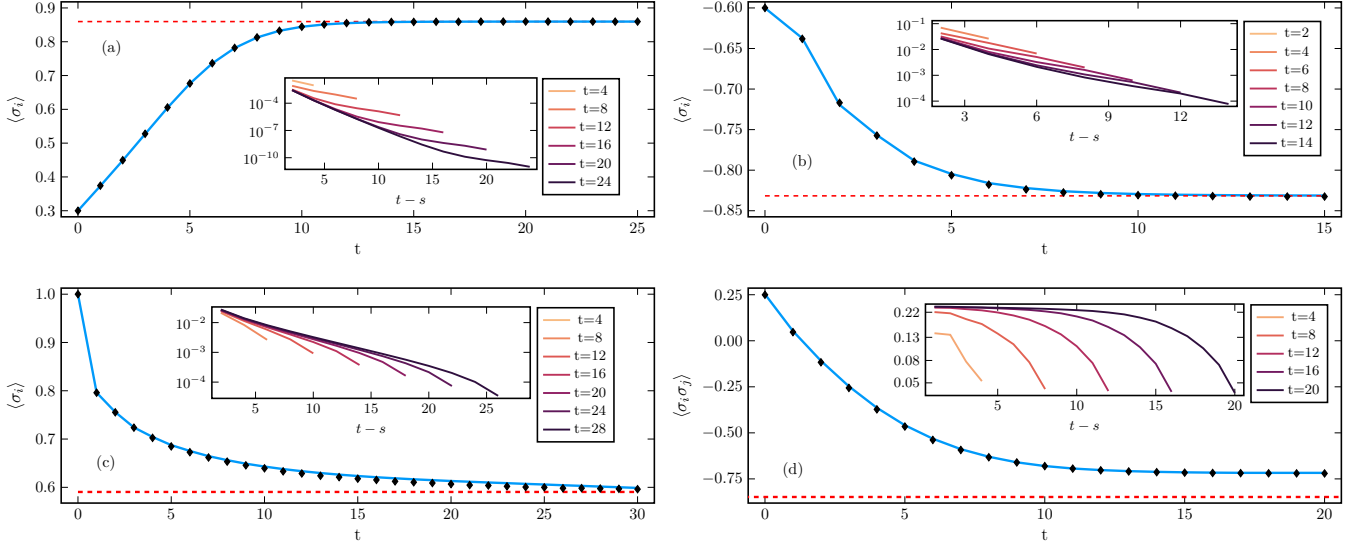 0.9
0.8
0.7
0.6
0.5
0.4
0.3
⟨σ_i⟩
(a)
10^{−4}
10^{−7}
10^{−10}
5 10 15 20
t − s
t=4
t=8
t=12
t=16
t=20
t=24
0 5 10 15 20 25
t
−0.60
−0.65
−0.70
−0.75
−0.80
−0.85
⟨σ_i⟩
(b)
10^{−1}
10^{−2}
10^{−3}
10^{−4}
3 6 9 12
t − s
t=2
t=4
t=6
t=8
t=10
t=12
t=14
0 5 10 15
t
1.0
0.9
0.8
0.7
0.6
⟨σ_i⟩
(c)
10^{−2}
10^{−3}
10^{−4}
5 10 15 20 25
t − s
t=4
t=8
t=12
t=16
t=20
t=24
t=28
0 5 10 15 20 25 30
t
0.25
0.00
−0.25
−0.50
−0.75
⟨σ_i σ_j⟩
(d)
0.22
0.13
0.08
0.05
5 10 15 20
t − s
t=4
t=8
t=12
t=16
t=20
0 5 10 15 20
t